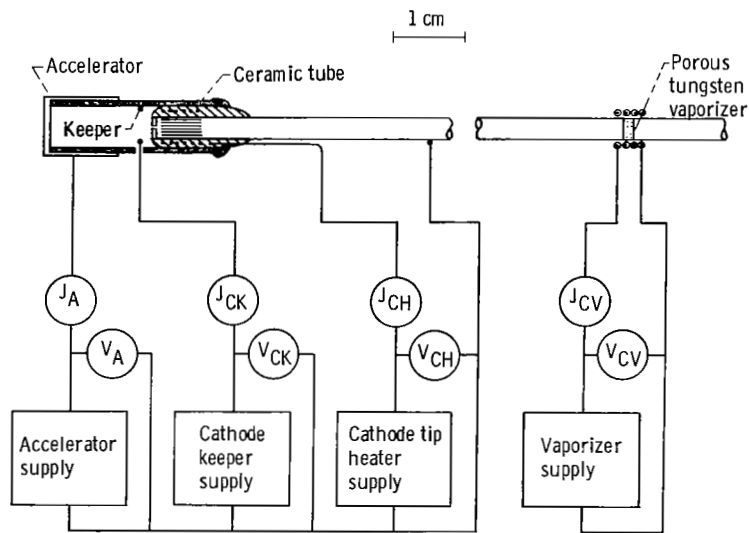 1 cm
Accelerator
Ceramic tube
Porous
tungsten
vaporizer
Keeper
J_A
J_CK
J_CH
J_CV
V_A
V_CK
V_CH
V_CV
Accelerator
supply
Cathode
keeper
supply
Cathode tip
heater
supply
Vaporizer
supply